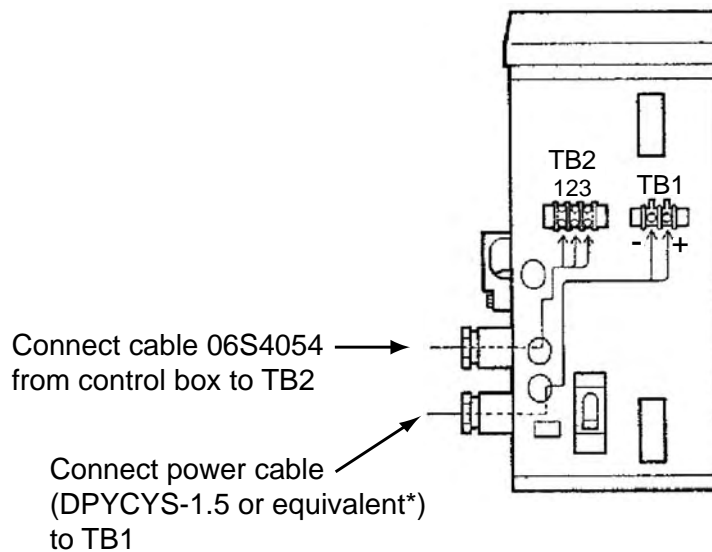 TB2
123
TB1
- +
Connect cable 06S4054
from control box to TB2
Connect power cable
(DPYCYS-1.5 or equivalent*)
to TB1